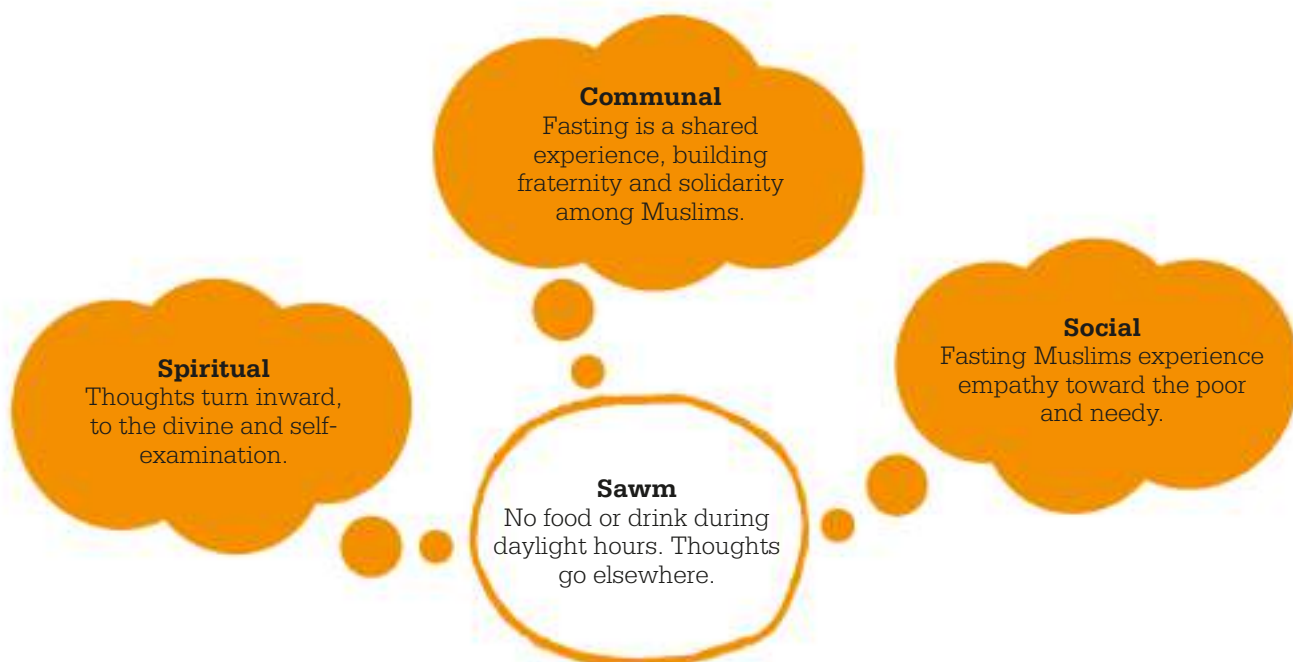 Communal
Fasting is a shared
experience, building
fraternity and solidarity
among Muslims.
Spiritual
Thoughts turn inward,
to the divine and self-
examination.
Social
Fasting Muslims experience
empathy toward the poor
and needy.
Sawm
No food or drink during
daylight hours. Thoughts
go elsewhere.